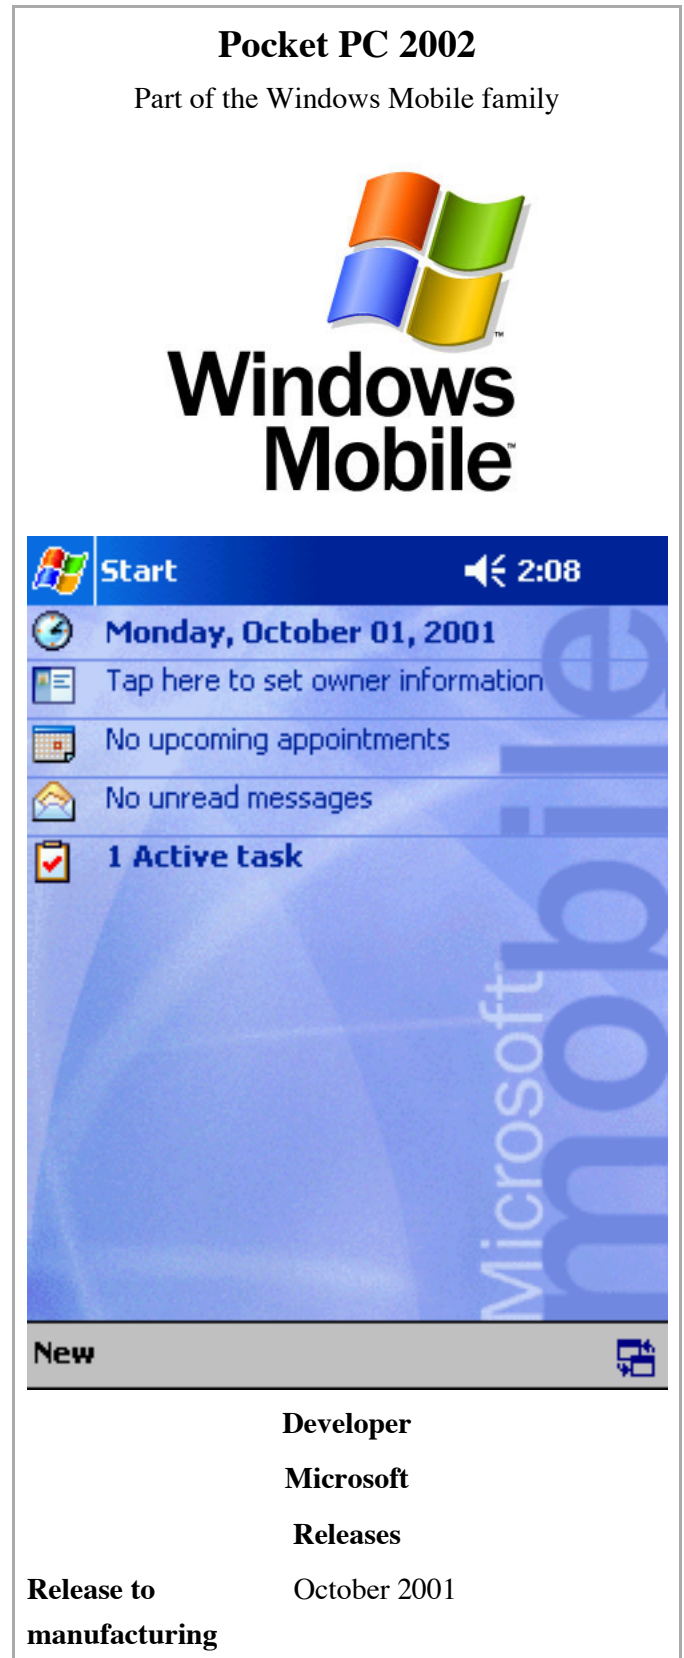 Pocket PC 2002
Part of the Windows Mobile family
Windows
Mobile™
Start 2:08
Monday, October 01, 2001
Tap here to set owner information
No upcoming appointments
No unread messages
1 Active task
Microsoft
mobile
New
Developer
Microsoft
Releases
Release to October 2001
manufacturing